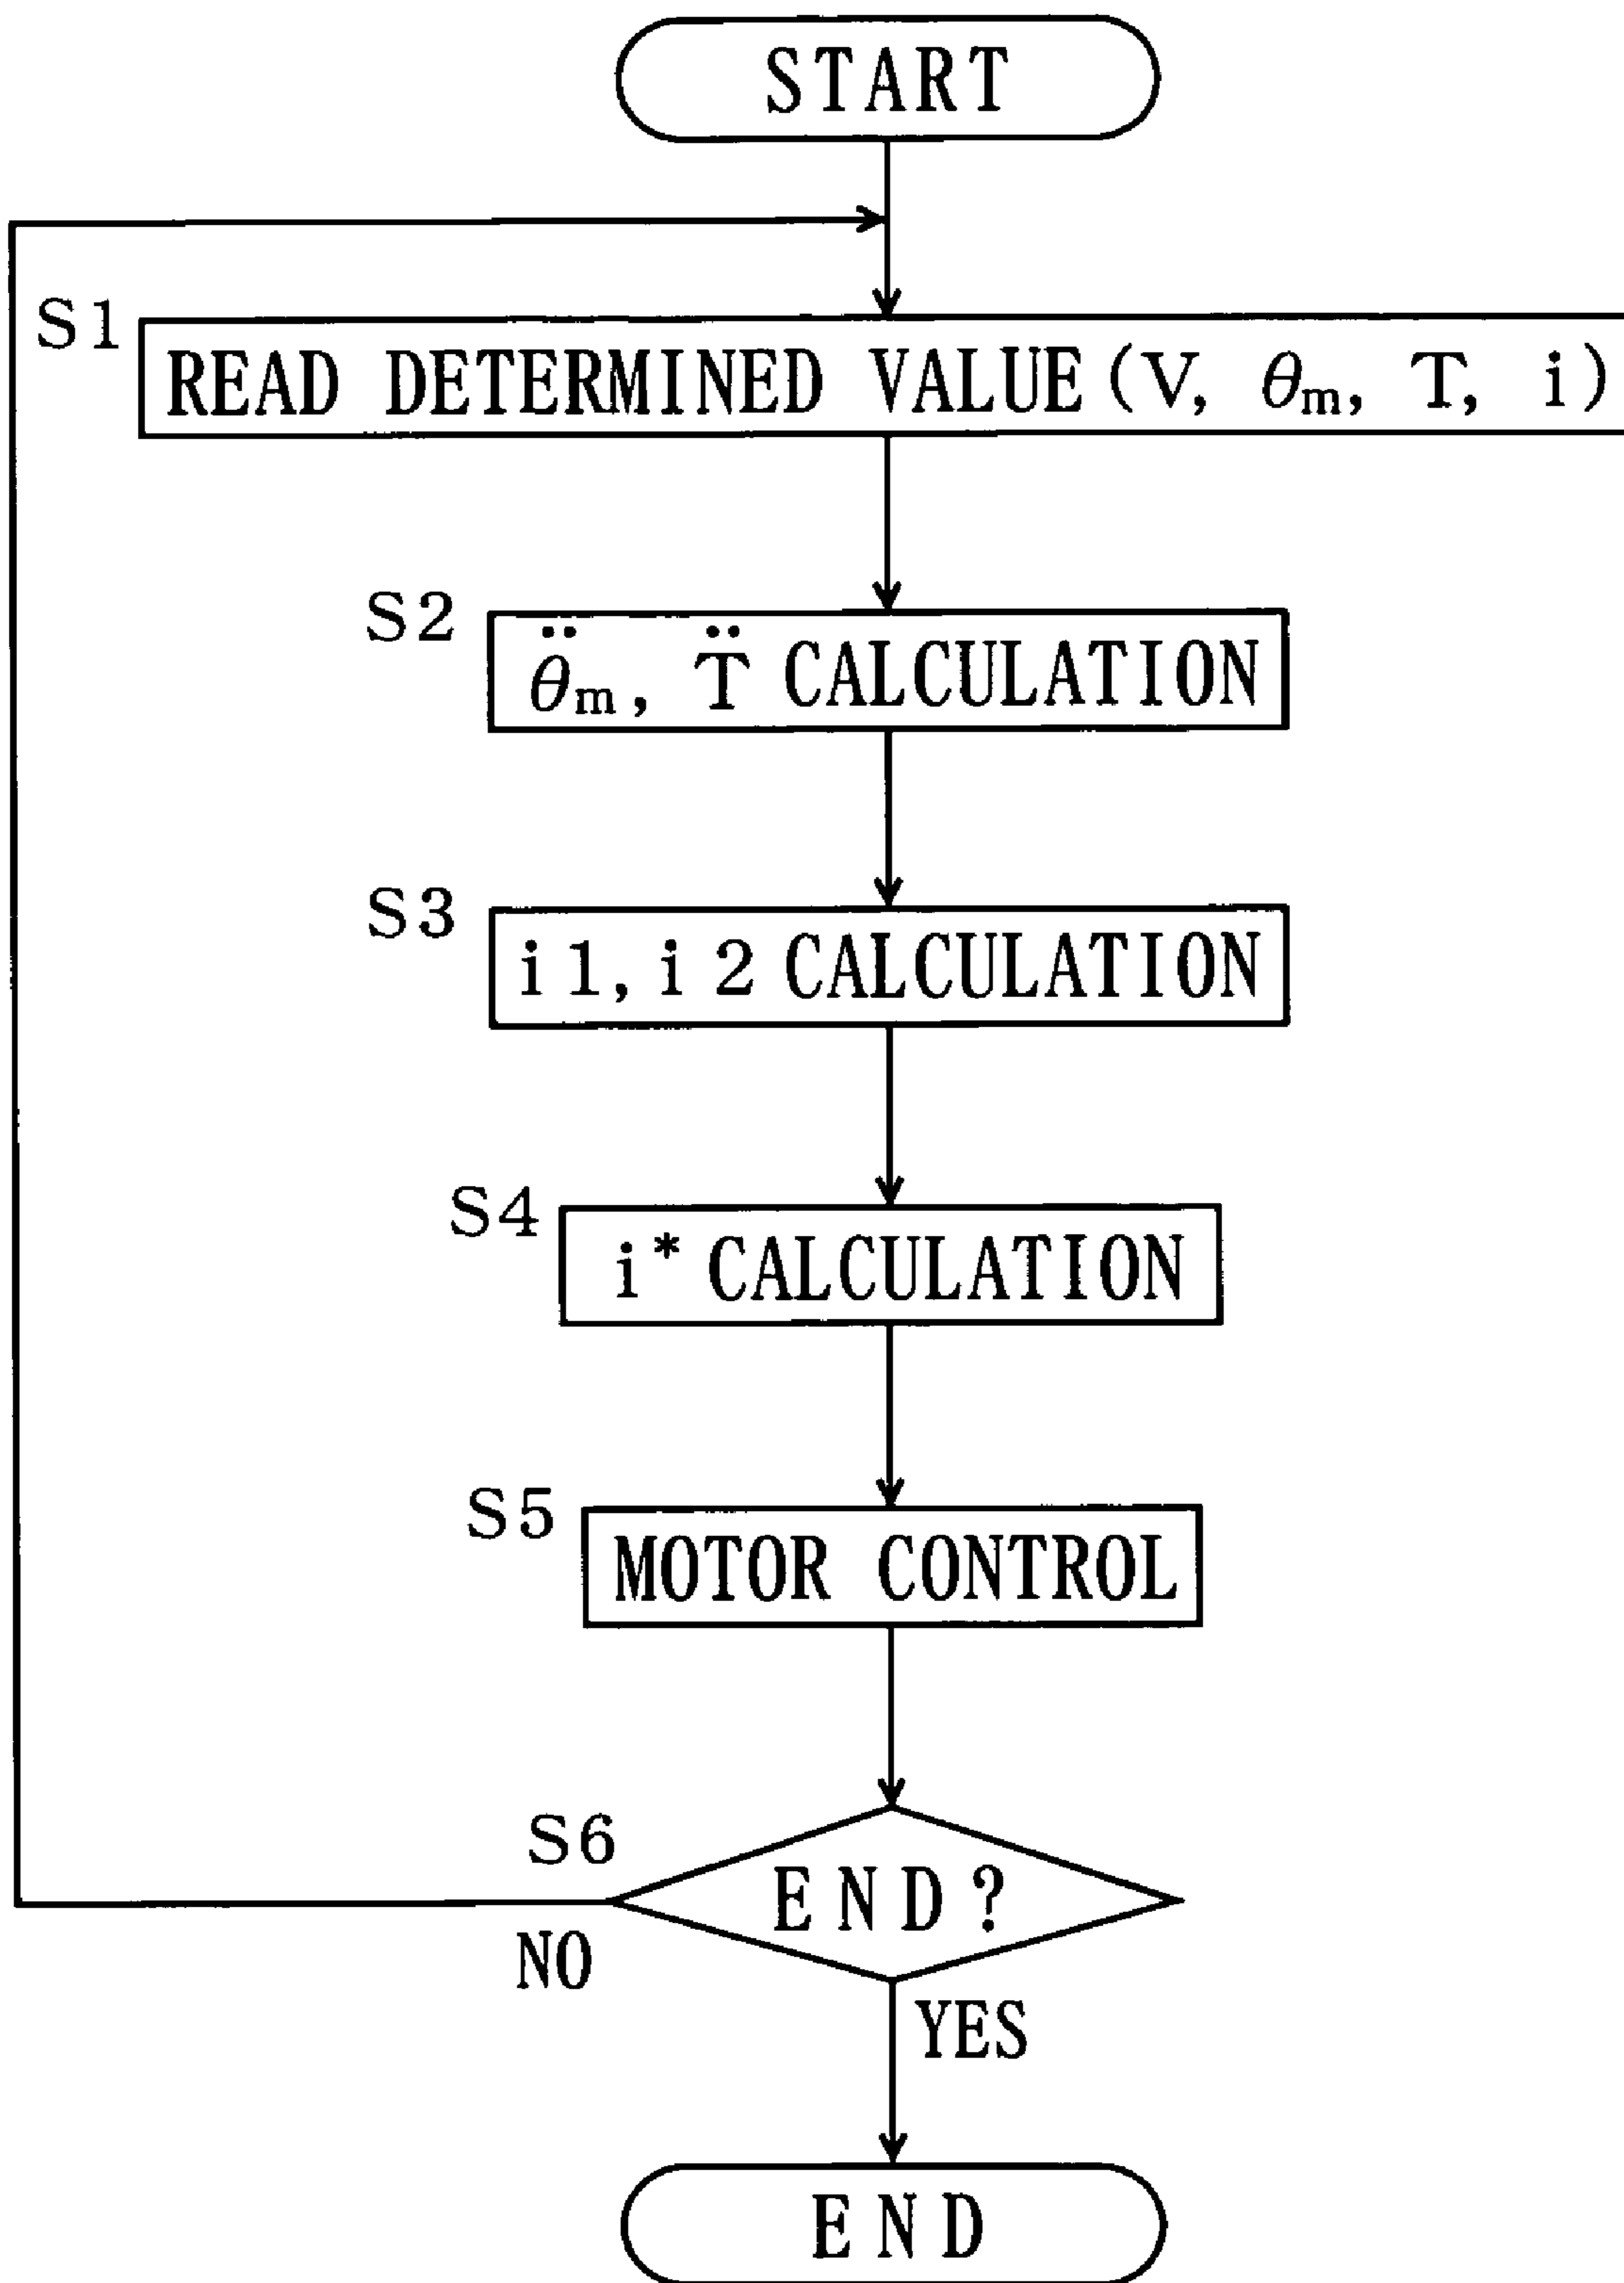 START
S1
READ DETERMINED VALUE (V, θm, T, i)
S2
θ̈m, T̈ CALCULATION
S3
i1, i2 CALCULATION
S4
i* CALCULATION
S5
MOTOR CONTROL
S6
END?
NO
YES
END